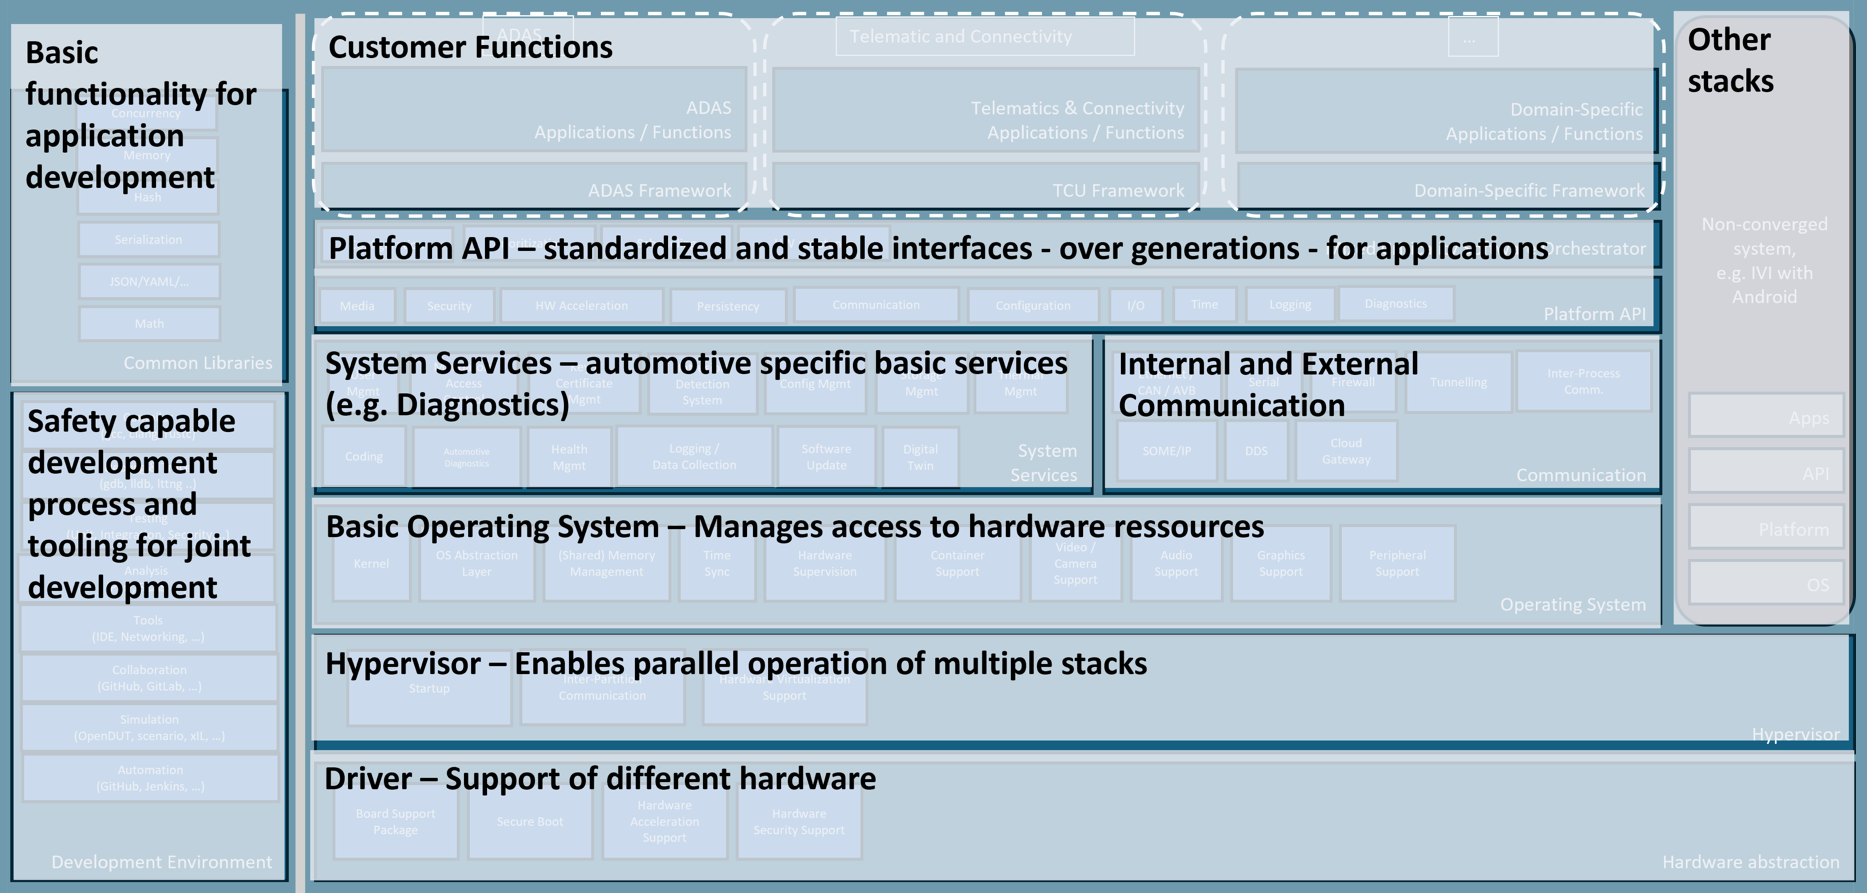 Basic
functionality for
application
development
Concurrency
Memory
Hash
Serialization
JSON/YAML/...
Math
Common Libraries
Safety capable
development
process and
tooling for joint
development
Analysis
Tools
(IDE, Networking, ...)
Collaboration
(GitHub, GitLab, ...)
Simulation
(OpenDUT, scenario, xIL, ...)
Automation
(GitHub, Jenkins, ...)
Development Environment
ADAS
Telematic and Connectivity
...
Customer Functions
ADAS
Applications / Functions
Telematics & Connectivity
Applications / Functions
Domain-Specific
Applications / Functions
ADAS Framework
TCU Framework
Domain-Specific Framework
Platform API – standardized and stable interfaces - over generations - for applications
Orchestrator
Media
Security
HW Acceleration
Persistency
Communication
Configuration
I/O
Time
Logging
Diagnostics
Platform API
System Services – automotive specific basic services
(e.g. Diagnostics)
Mgmt
Access
Certificate
Mgmt
Detection
System
Config Mgmt
Mgmt
Mgmt
Coding
Automotive
Diagnostics
Health
Mgmt
Logging /
Data Collection
Software
Update
Digital
Twin
System
Services
Internal and External
Communication
CAN / AVB
Serial
Firewall
Tunnelling
Inter-Process
Comm.
SOME/IP
DDS
Cloud
Gateway
Communication
Basic Operating System – Manages access to hardware ressources
Kernel
OS Abstraction
Layer
(Shared) Memory
Management
Time
Sync
Hardware
Supervision
Container
Support
Video /
Camera
Support
Audio
Support
Graphics
Support
Peripheral
Support
Operating System
Hypervisor – Enables parallel operation of multiple stacks
Startup
Inter-Partition
Communication
Hardware Virtualization
Support
Hypervisor
Driver – Support of different hardware
Board Support
Package
Secure Boot
Hardware
Acceleration
Support
Hardware
Security Support
Hardware abstraction
Other
stacks
Non-converged
system,
e.g. IVI with
Android
Apps
API
Platform
OS